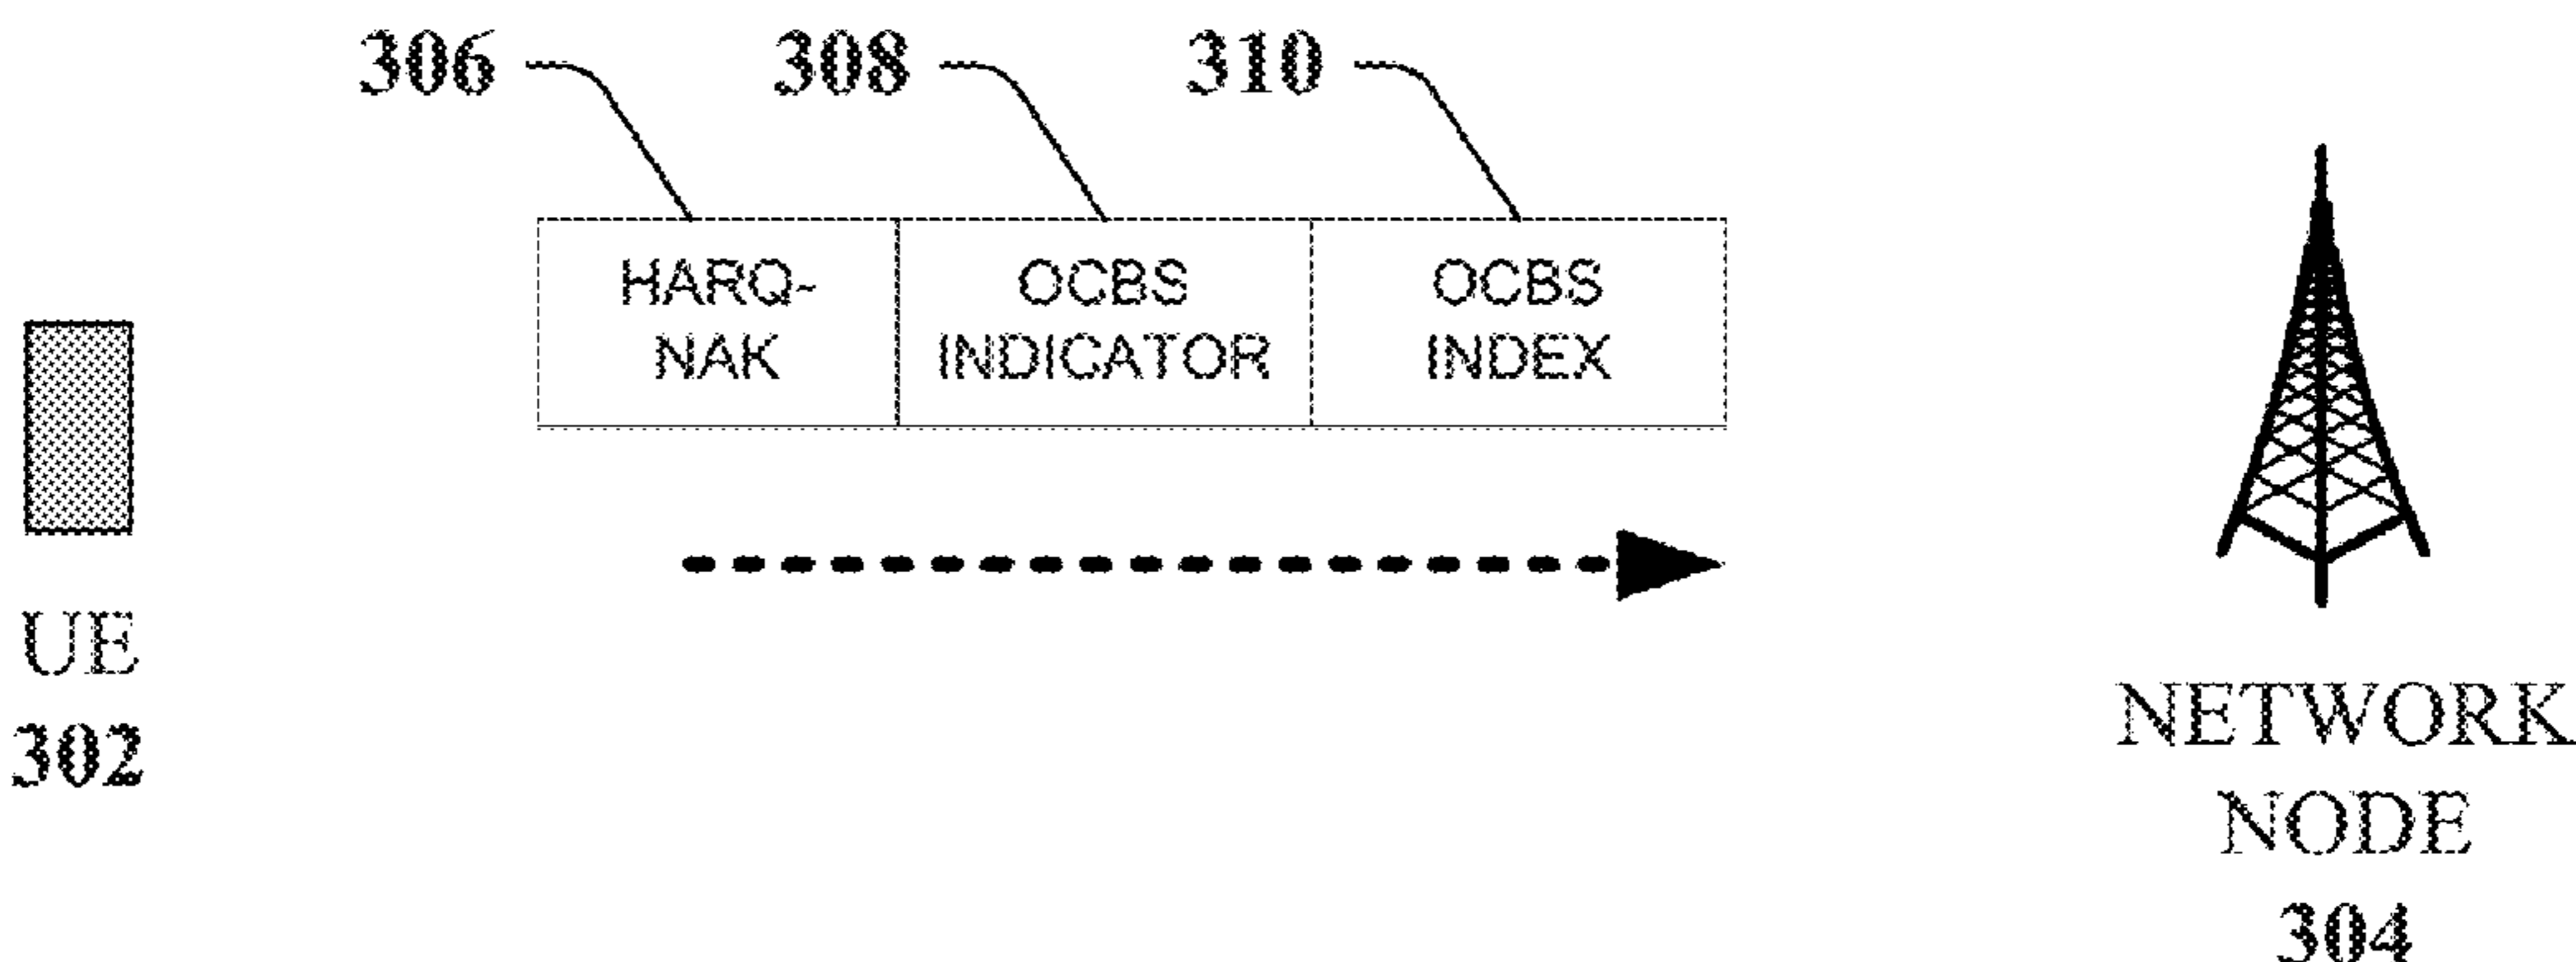 306 308 310
HARQ- OCBS OCBS
NAK INDICATOR INDEX
UE
302
NETWORK
NODE
304